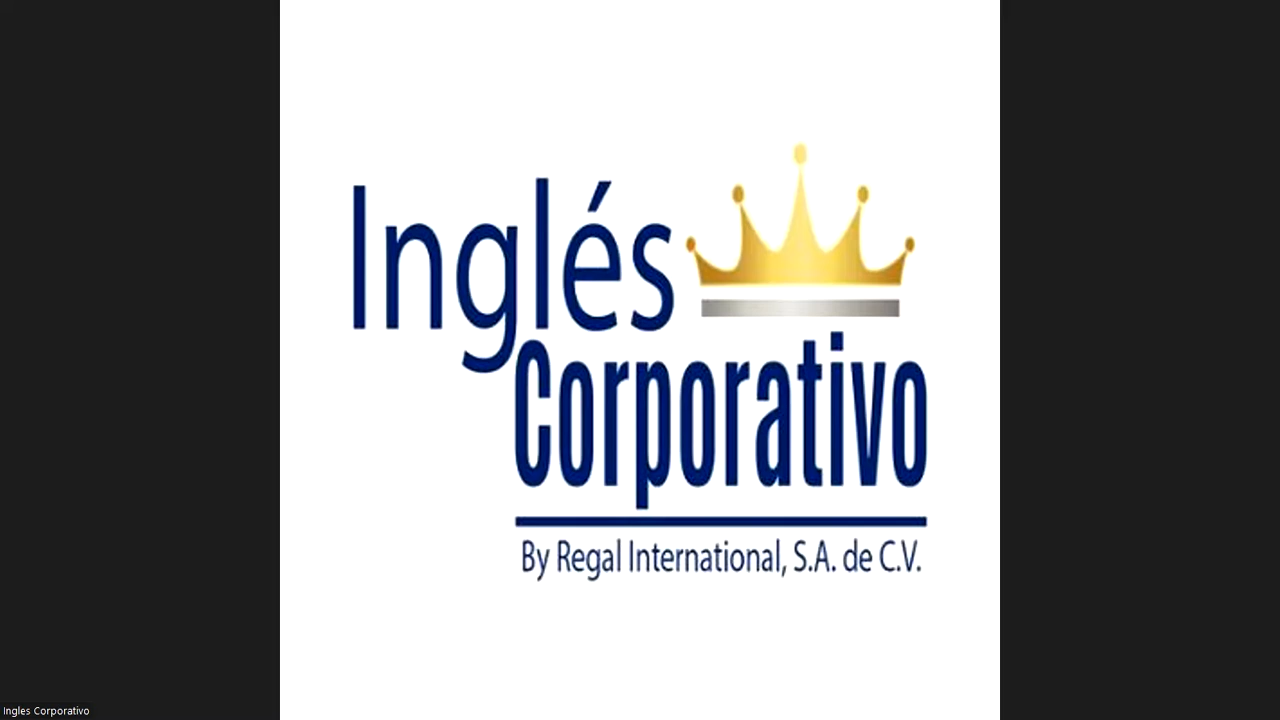 Inglés
Corporativo
By Regal International, S.A. de C.V.
Ingles Corporativo